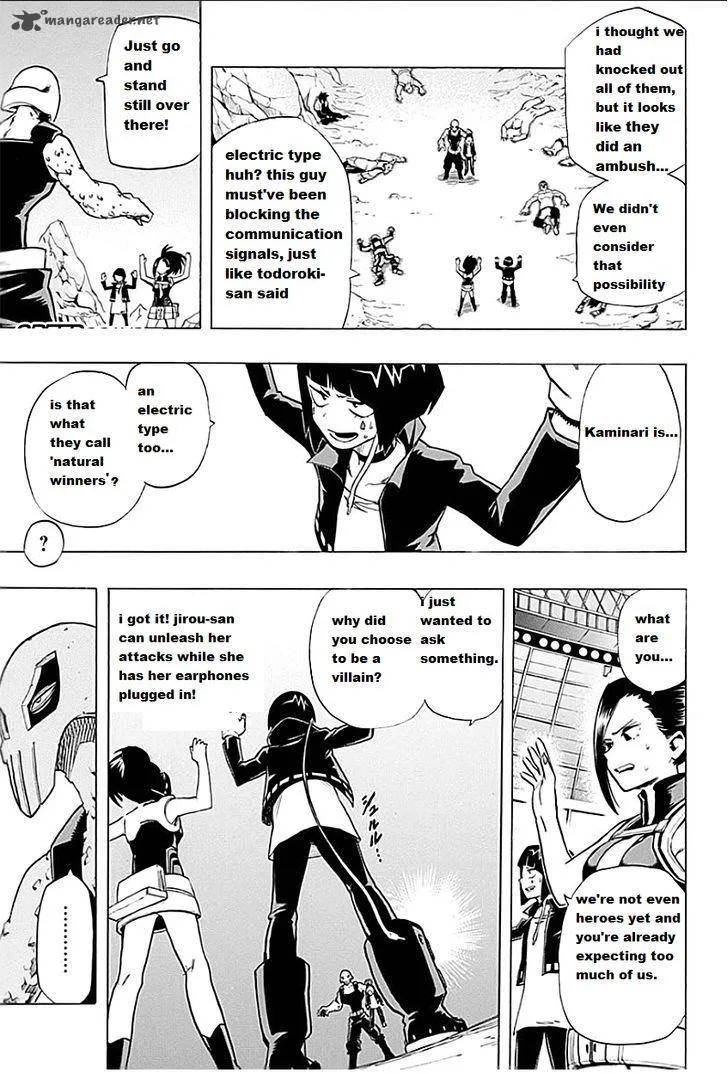 mangareader.net
i thought we
had
knocked out
all of them,
but it looks
like they
did an
ambush...
We didn't
even
consider
that
possibility
electric type
huh? this guy
must've been
blocking the
communication
signals, just
like todoroki-
san said
Just go
and
stand
still over
there!
Kaminari is...
an
electric
type
too...
is that
what
they call
'natural
winners'?
?
what
are
you...
we're not even
heroes yet and
you're already
expecting too
much of us.
i just
wanted to
ask
something.
why did
you choose
to be a
villain?
i got it! jirou-san
can unleash her
attacks while she
has her earphones
plugged in!
シュルル…
.........